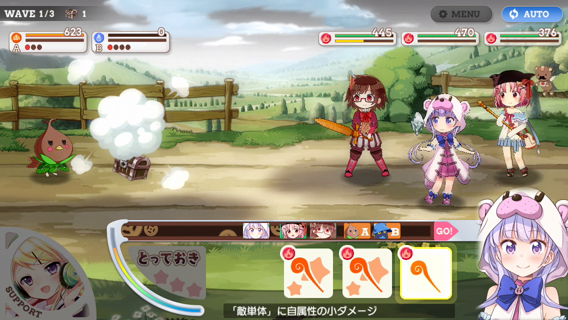 WAVE 1/3 1
MENU
AUTO
623
A
0
B
445
470
376
A B GO!
とっておき
SUPPORT
「敵単体」に自属性の小ダメージ